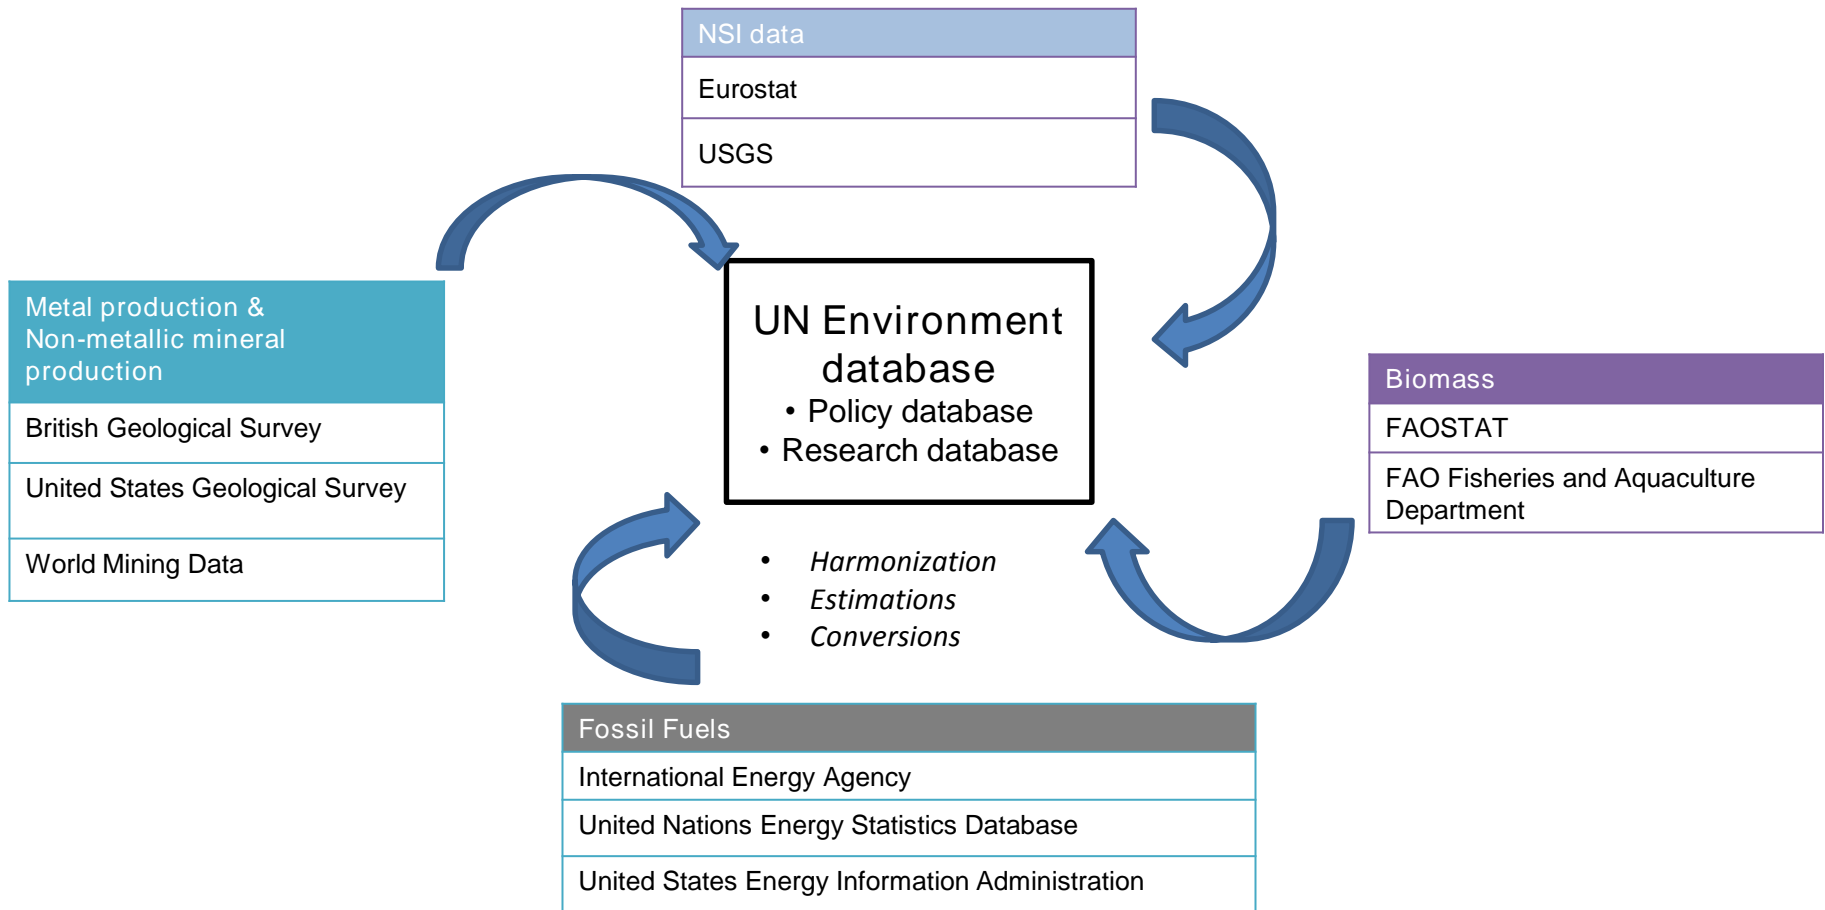 NSI data
Eurostat
USGS
Metal production &
Non-metallic mineral
production
British Geological Survey
United States Geological Survey
World Mining Data
UN Environment
database
• Policy database
• Research database
• Harmonization
• Estimations
• Conversions
Biomass
FAOSTAT
FAO Fisheries and Aquaculture
Department
Fossil Fuels
International Energy Agency
United Nations Energy Statistics Database
United States Energy Information Administration